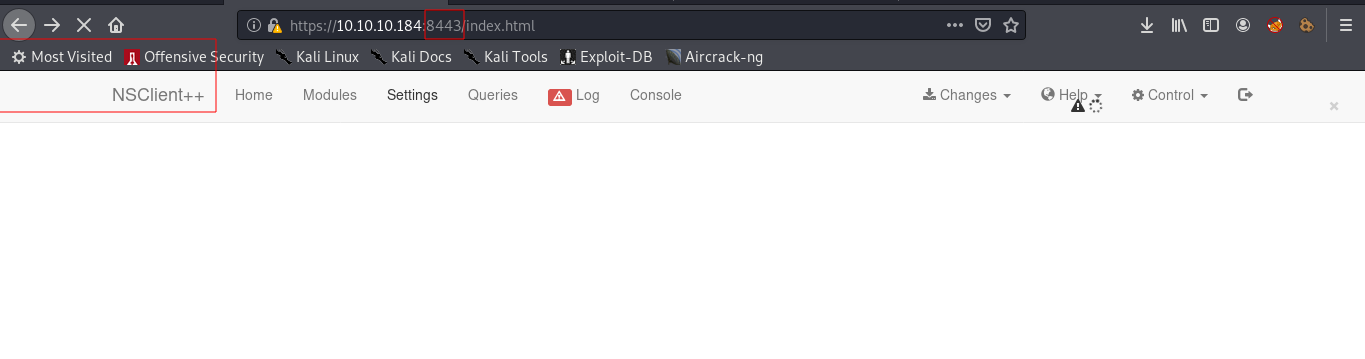 https://10.10.10.184:8443/index.html
Most Visited Offensive Security Kali Linux Kali Docs Kali Tools Exploit-DB Aircrack-ng
NSClient++ Home Modules Settings Queries Log Console Changes Help Control